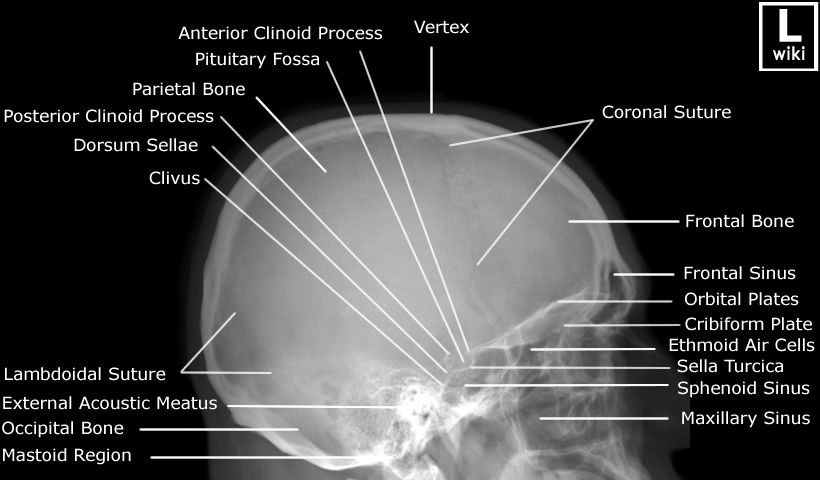 Anterior Clinoid Process
Vertex
L
wiki
Pituitary Fossa
Parietal Bone
Posterior Clinoid Process
Coronal Suture
Dorsum Sellae
Clivus
Frontal Bone
Frontal Sinus
Orbital Plates
Cribiform Plate
Ethmoid Air Cells
Sella Turcica
Lambdoidal Suture
Sphenoid Sinus
External Acoustic Meatus
Maxillary Sinus
Occipital Bone
Mastoid Region